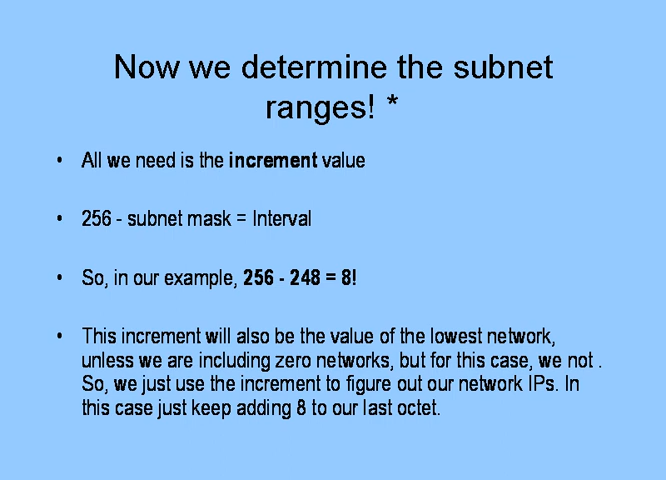 Now we determine the subnet
ranges! *
• All we need is the increment value
• 256 - subnet mask = Interval
• So, in our example, 256 - 248 = 8!
• This increment will also be the value of the lowest network,
unless we are including zero networks, but for this case, we not .
So, we just use the increment to figure out our network IPs. In
this case just keep adding 8 to our last octet.